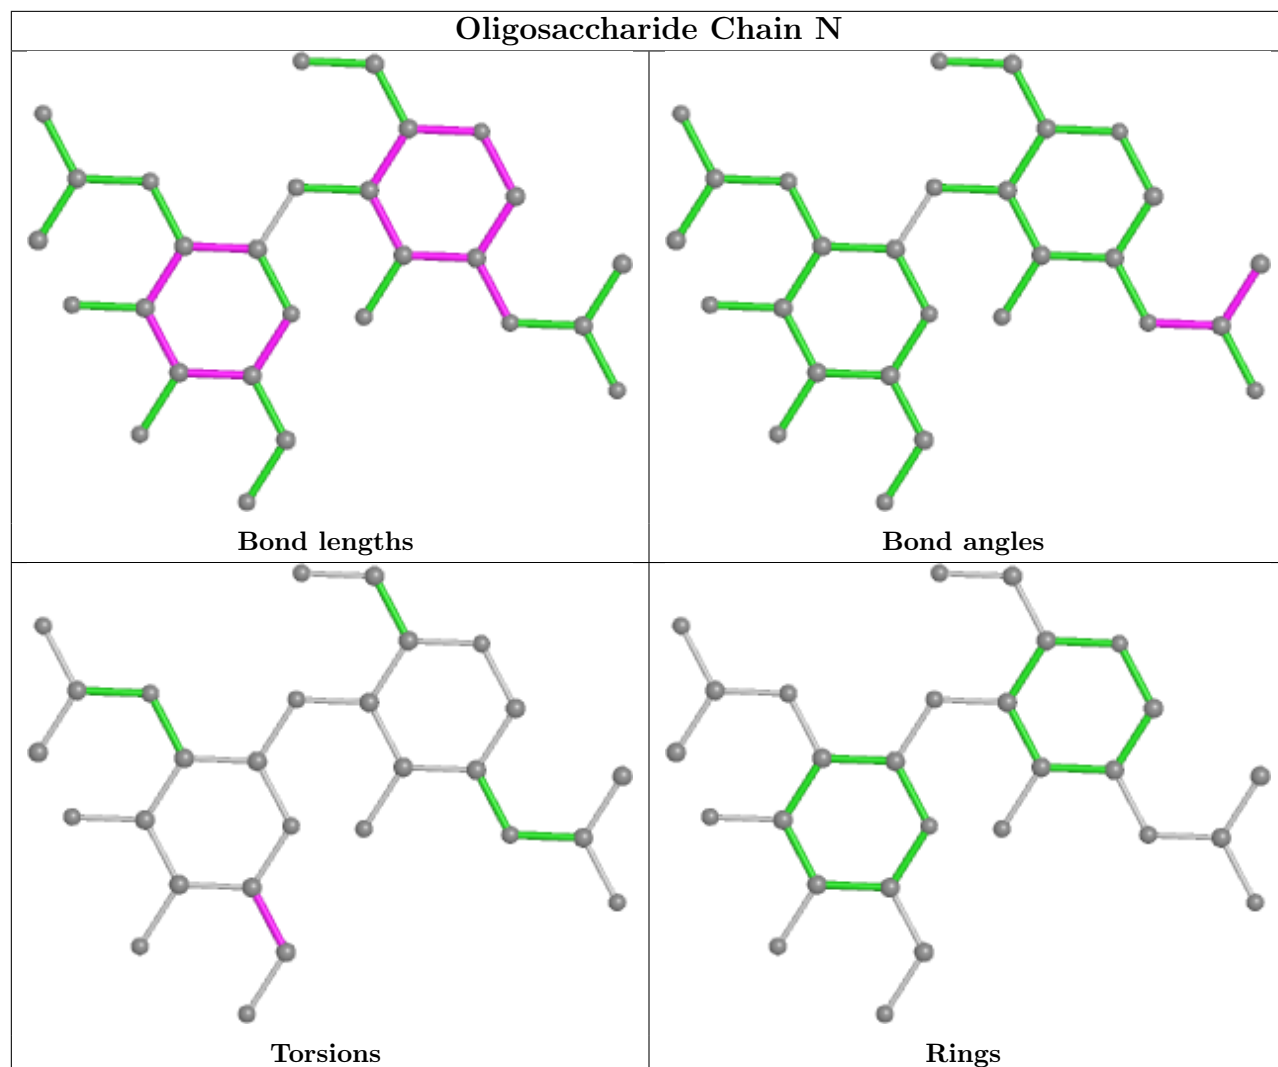 Oligosaccharide Chain N
Bond lengths
Bond angles
Torsions
Rings